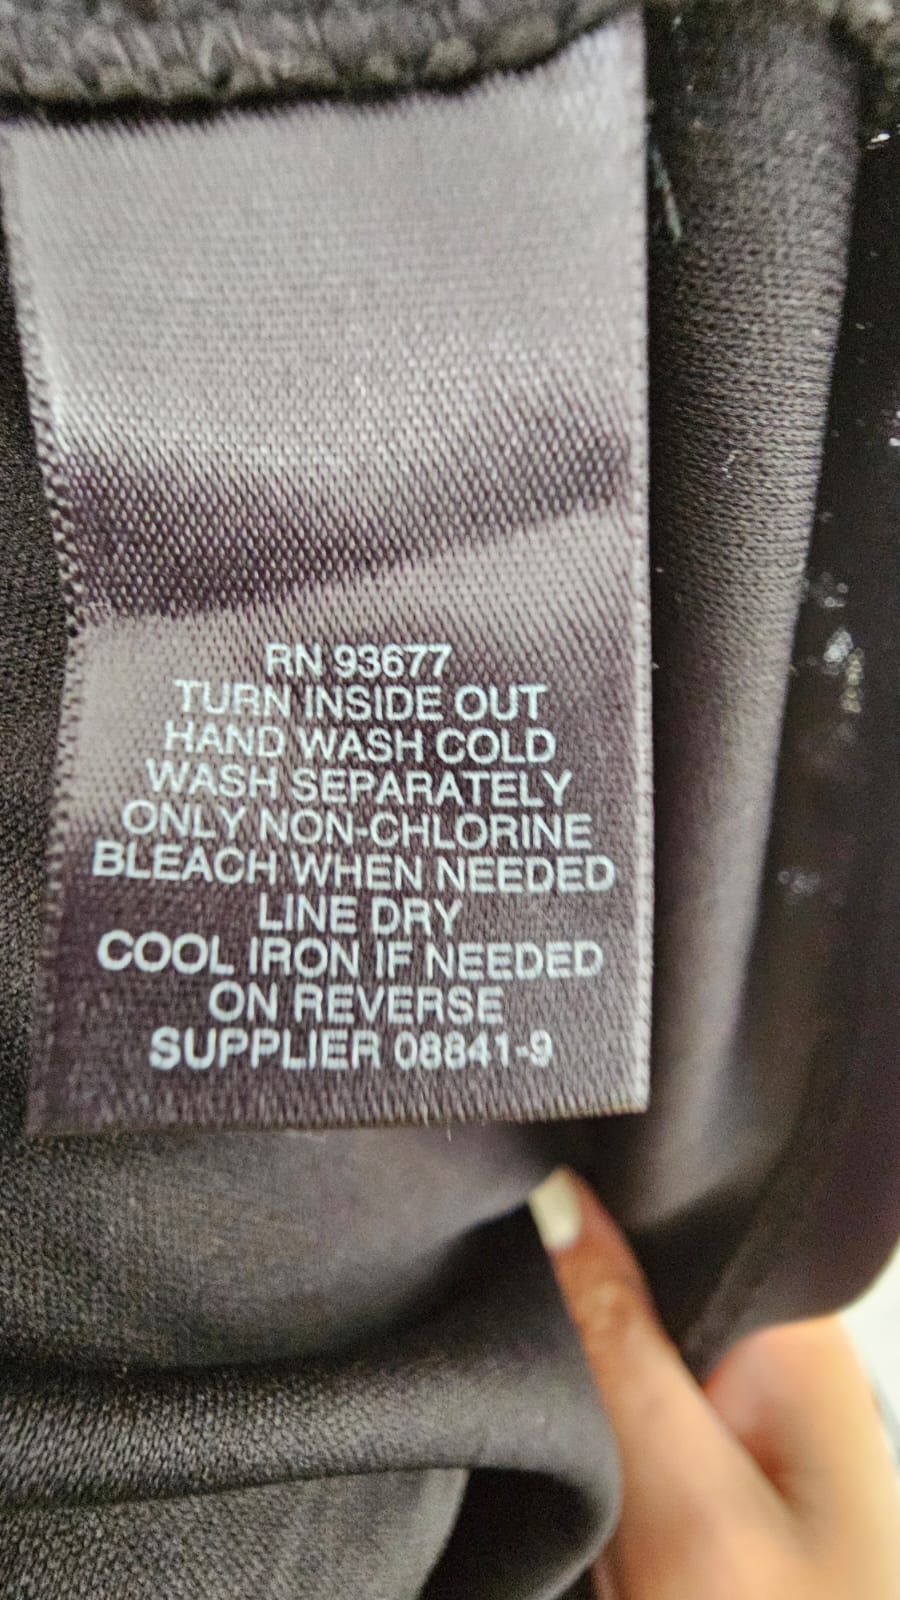 RN 93677
TURN INSIDE OUT
HAND WASH COLD
WASH SEPARATELY
ONLY NON-CHLORINE
BLEACH WHEN NEEDED
LINE DRY
COOL IRON IF NEEDED
ON REVERSE
SUPPLIER 08841-9